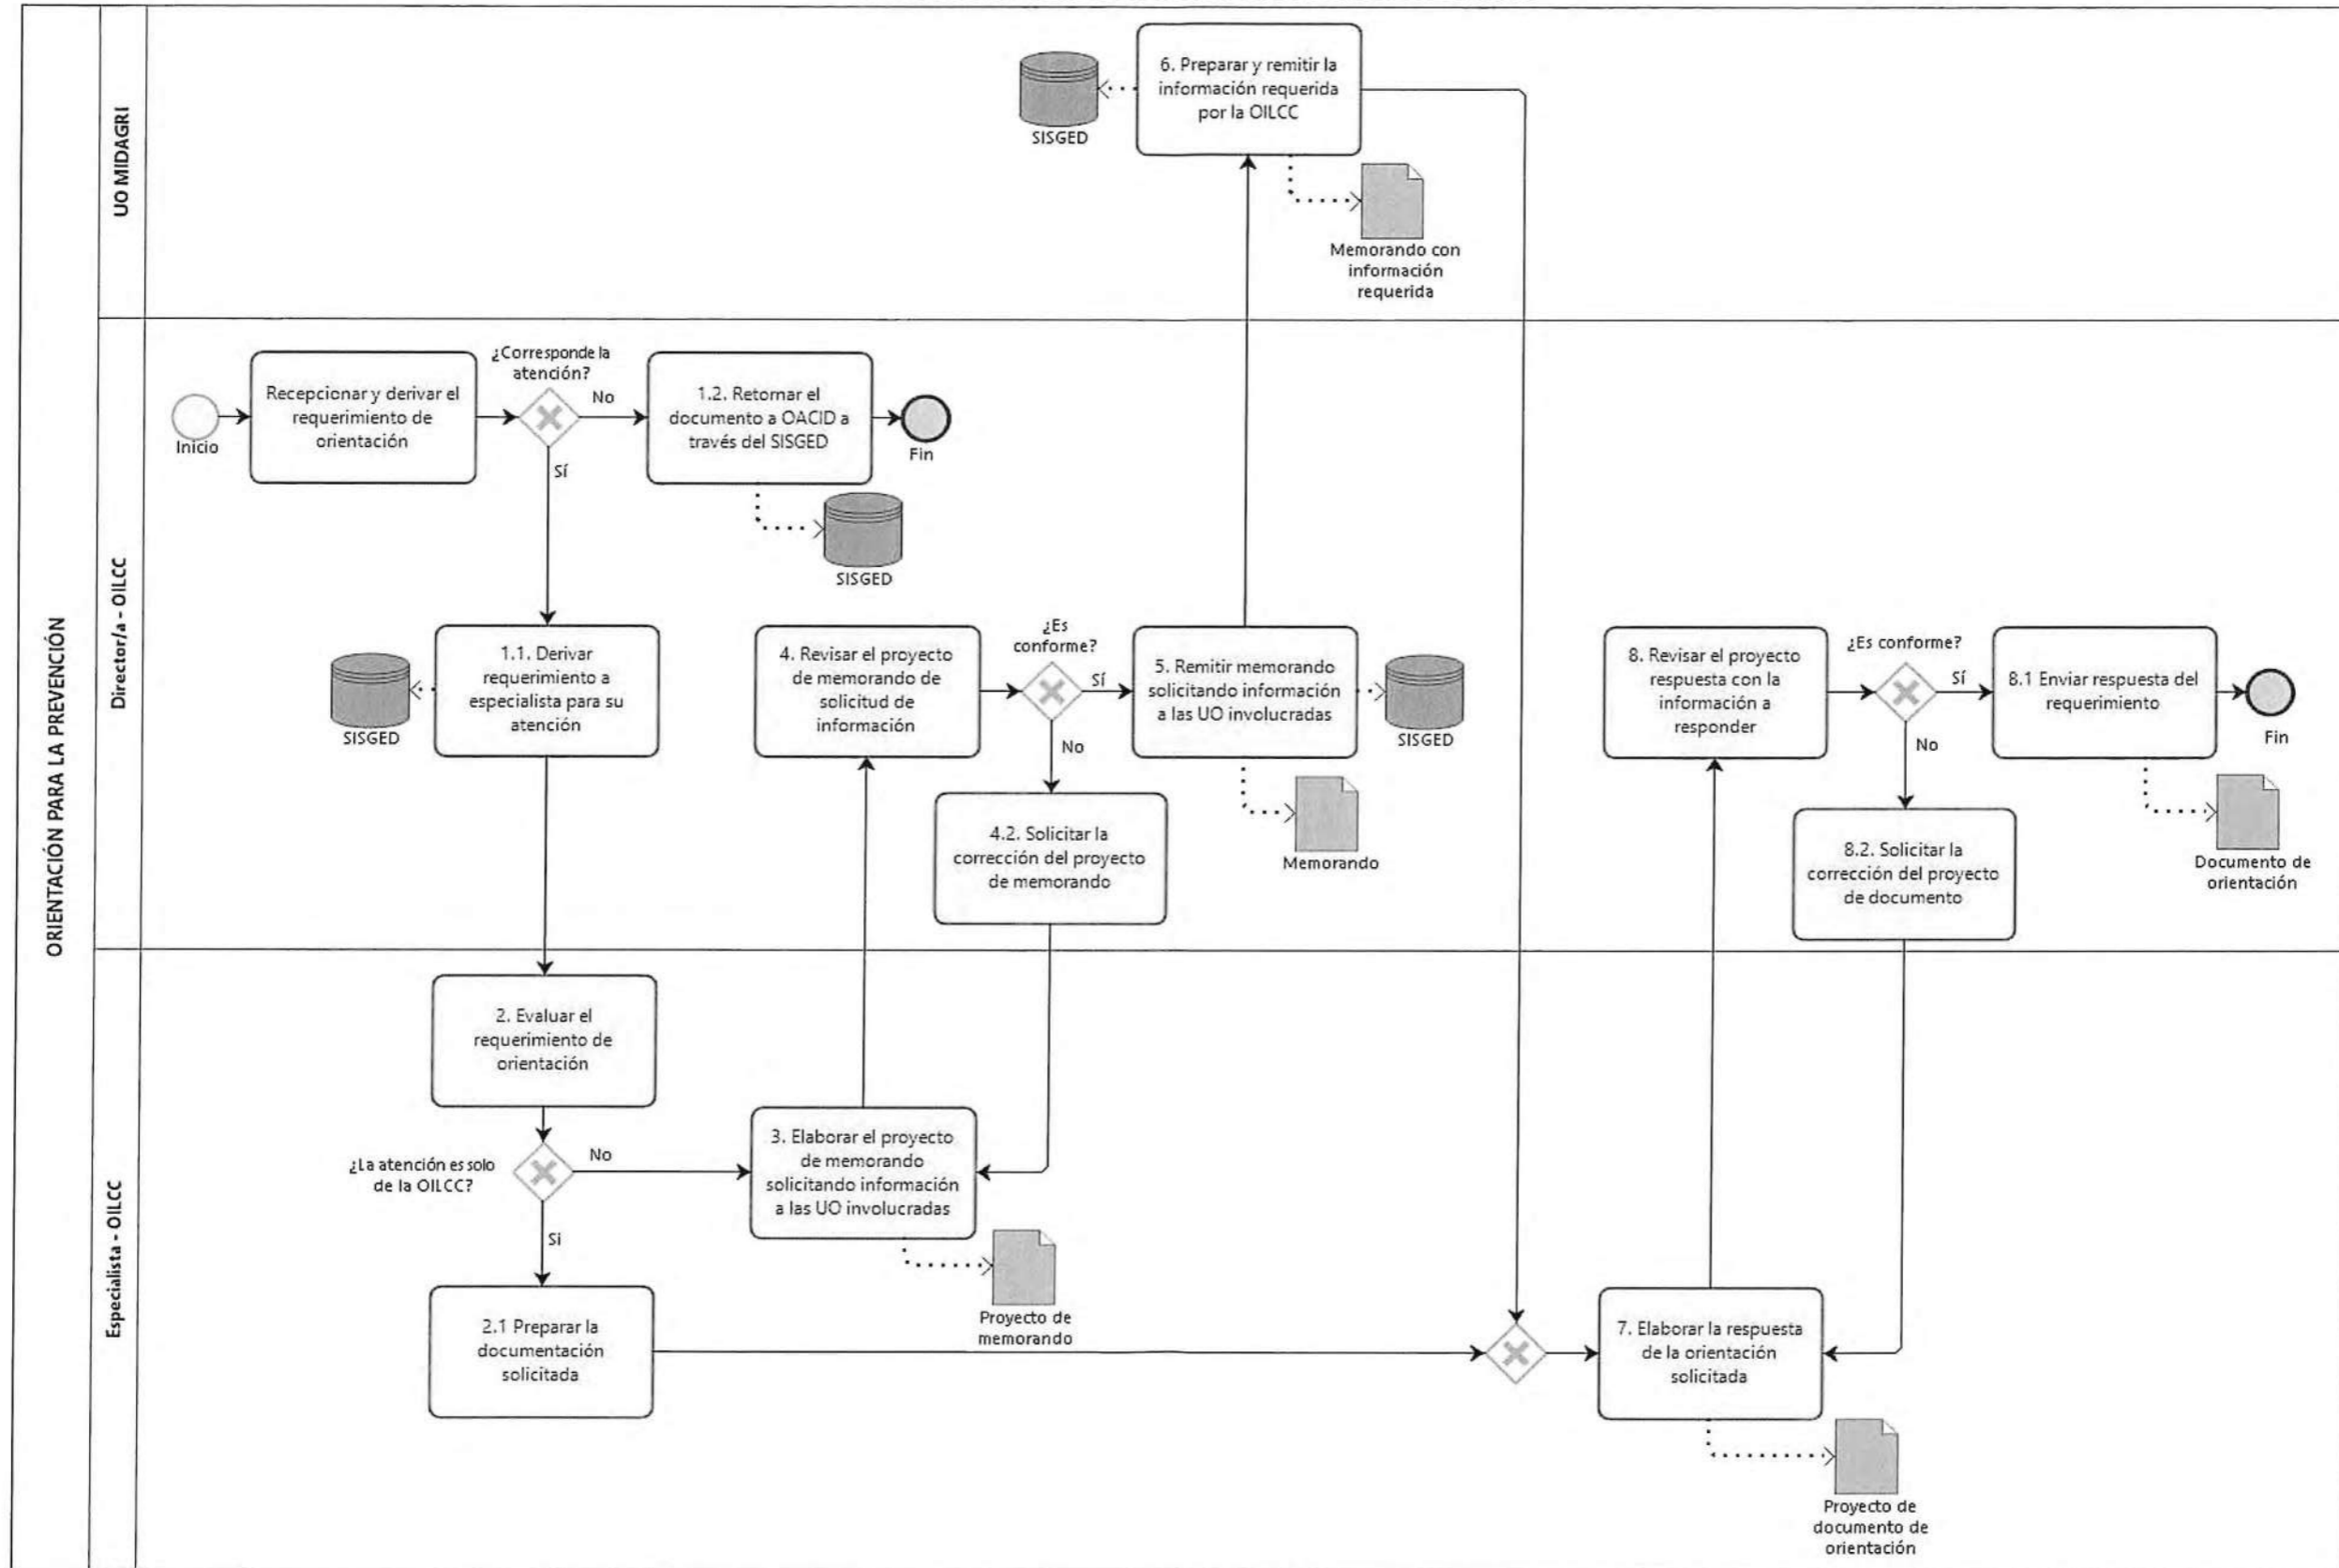 ORIENTACIÓN PARA LA PREVENCIÓN
UO MIDAGRI
6. Preparar y remitir la
información requerida
por la OILCC
SISGED
Memorando con
información
requerida
Director/a - OILCC
Inicio
Recepcionar y derivar el
requerimiento de
orientación
¿Corresponde la
atención?
No
Sí
1.2. Retornar el
documento a OACID a
través del SISGED
Fin
SISGED
1.1. Derivar
requerimiento a
especialista para su
atención
SISGED
4. Revisar el proyecto
de memorando de
solicitud de
información
¿Es
conforme?
Sí
No
5. Remitir memorando
solicitando información
a las UO involucradas
SISGED
Memorando
4.2. Solicitar la
corrección del proyecto
de memorando
8. Revisar el proyecto
respuesta con la
información a
responder
¿Es conforme?
Sí
No
8.1 Enviar respuesta del
requerimiento
Fin
Documento de
orientación
8.2. Solicitar la
corrección del proyecto
de documento
Especialista - OILCC
2. Evaluar el
requerimiento de
orientación
¿La atención es solo
de la OILCC?
No
Si
3. Elaborar el proyecto
de memorando
solicitando información
a las UO involucradas
Proyecto de
memorando
2.1 Preparar la
documentación
solicitada
7. Elaborar la respuesta
de la orientación
solicitada
Proyecto de
documento de
orientación